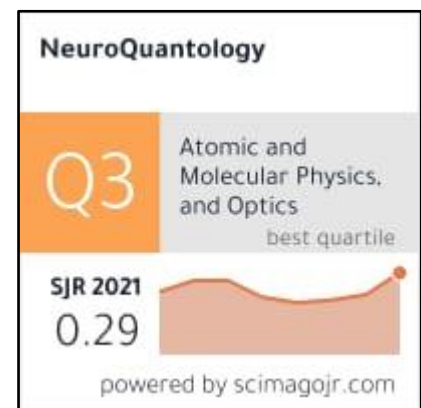 NeuroQuantology
Q3
Atomic and
Molecular Physics,
and Optics
best quartile
SJR 2021
0.29
powered by scimagojr.com